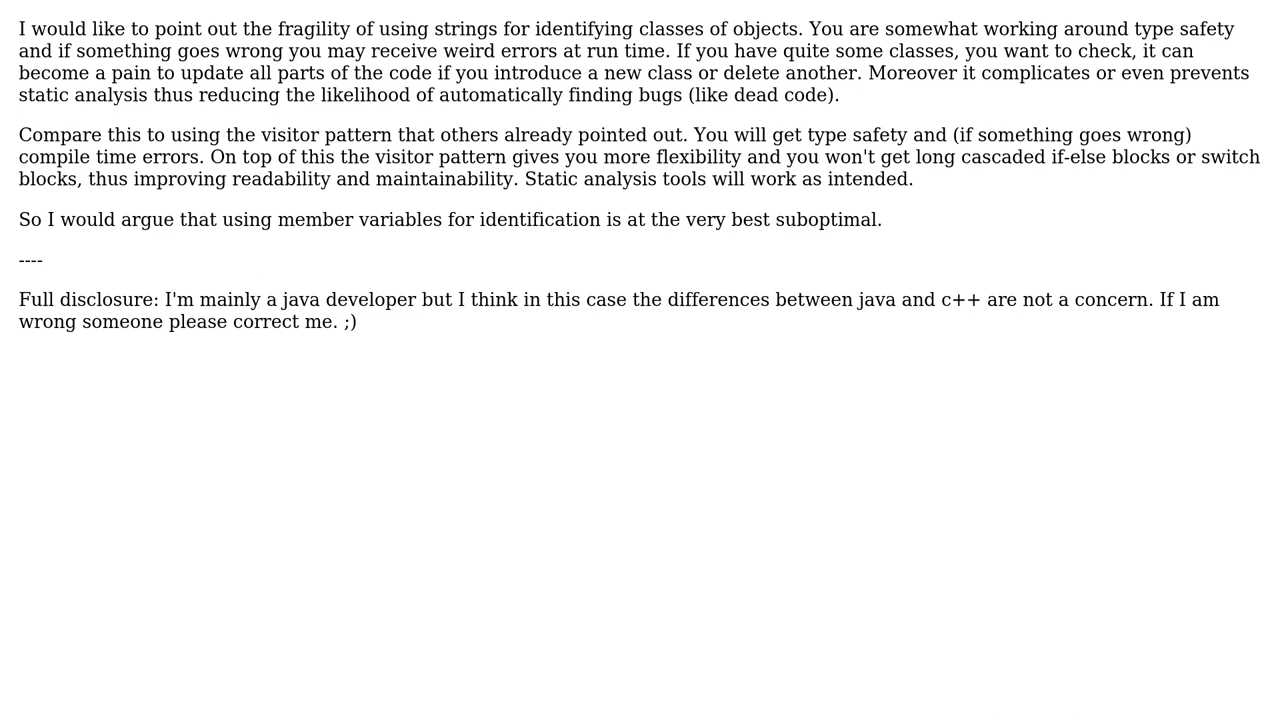 I would like to point out the fragility of using strings for identifying classes of objects. You are somewhat working around type safety
and if something goes wrong you may receive weird errors at run time. If you have quite some classes, you want to check, it can
become a pain to update all parts of the code if you introduce a new class or delete another. Moreover it complicates or even prevents
static analysis thus reducing the likelihood of automatically finding bugs (like dead code).
Compare this to using the visitor pattern that others already pointed out. You will get type safety and (if something goes wrong)
compile time errors. On top of this the visitor pattern gives you more flexibility and you won't get long cascaded if-else blocks or switch
blocks, thus improving readability and maintainability. Static analysis tools will work as intended.
So I would argue that using member variables for identification is at the very best suboptimal.
----
Full disclosure: I'm mainly a java developer but I think in this case the differences between java and c++ are not a concern. If I am
wrong someone please correct me. ;)